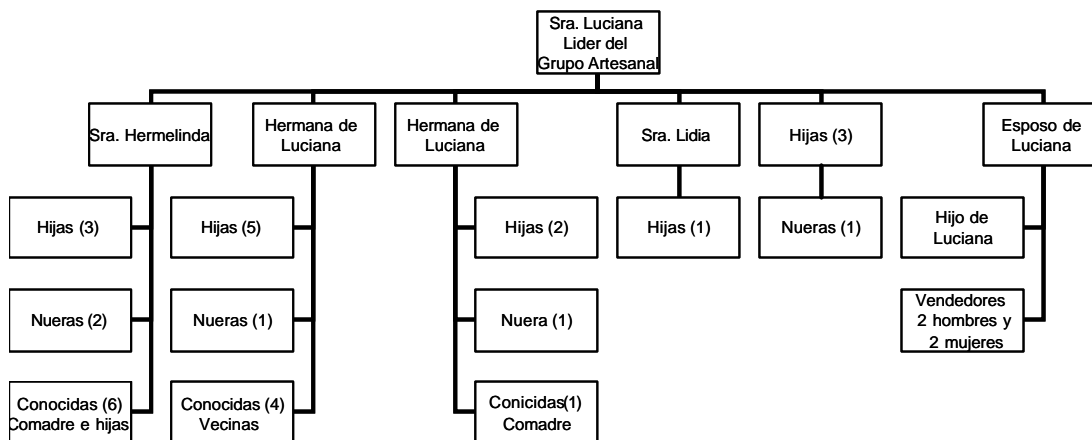 Sra. Luciana
Lider del
Grupo Artesanal
Sra. Hermelinda
Hermana de
Luciana
Hermana de
Luciana
Sra. Lidia
Hijas (3)
Esposo de
Luciana
Hijas (3)
Hijas (5)
Hijas (2)
Hijas (1)
Nueras (1)
Hijo de
Luciana
Nueras (2)
Nueras (1)
Nuera (1)
Vendedores
2 hombres y
2 mujeres
Conocidas (6)
Comadre e hijas
Conocidas (4)
Vecinas
Conicidas(1)
Comadre